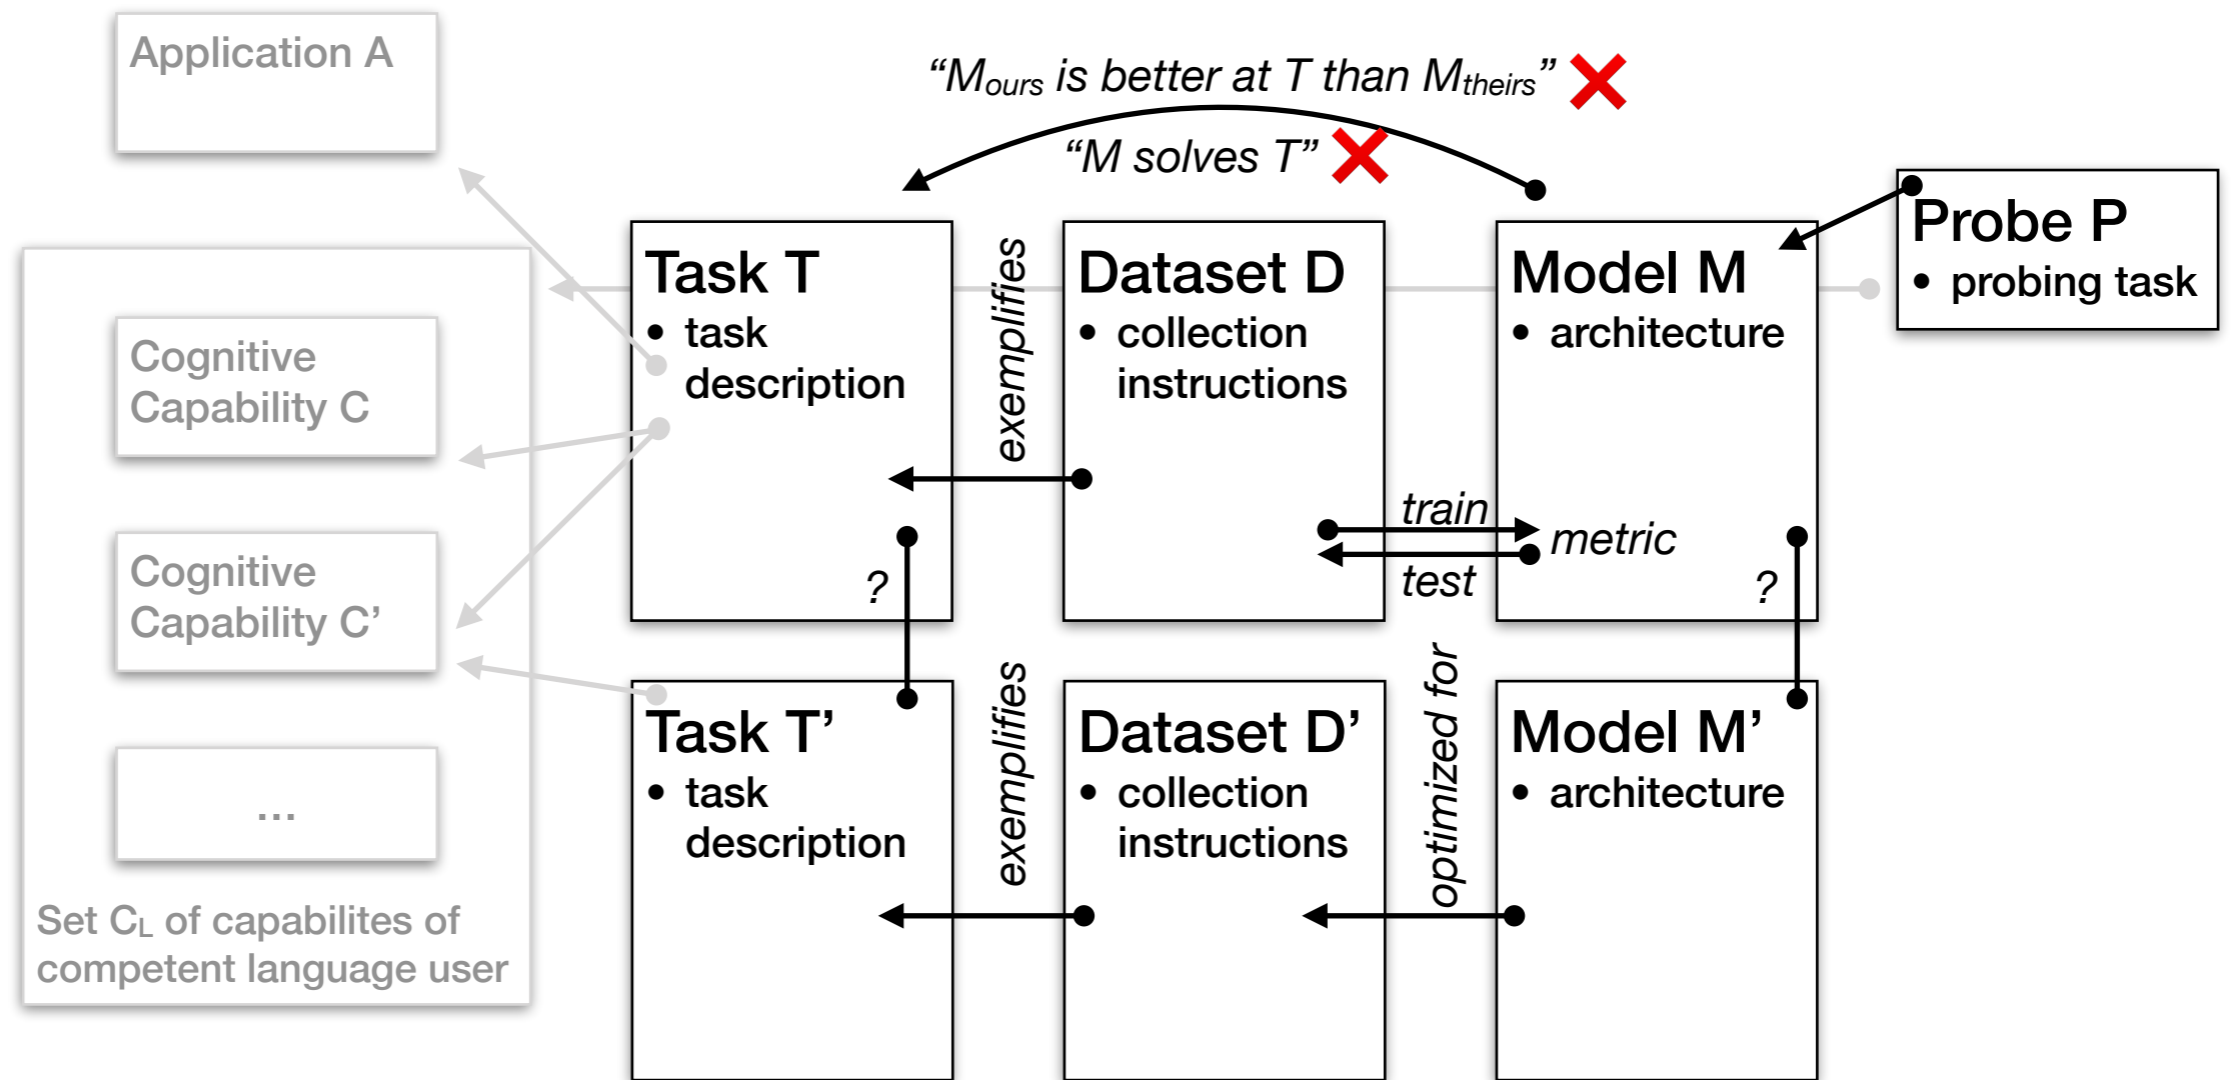 Application A
“Mours is better at T than Mtheirs”
“M solves T”
Probe P
• probing task
Task T
• task
description
exemplifies
Dataset D
• collection
instructions
Model M
• architecture
Cognitive
Capability C
train
metric
test
Cognitive
Capability C’
?
?
Task T’
• task
description
exemplifies
Dataset D’
• collection
instructions
optimized for
Model M’
• architecture
...
Set CL of capabilites of
competent language user